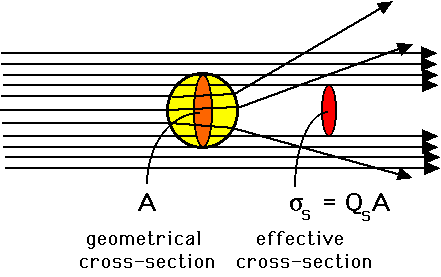 A
σs = QsA
geometrical
cross-section
effective
cross-section